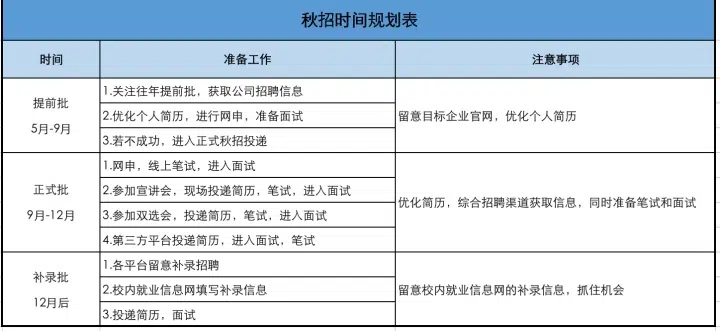 秋招时间规划表
时间 准备工作 注意事项
提前批
5月-9月
1.关注往年提前批，获取公司招聘信息
2.优化个人简历，进行网申，准备面试
3.若不成功，进入正式秋招投递
留意目标企业官网，优化个人简历
正式批
9月-12月
1.网申，线上笔试，进入面试
2.参加宣讲会，现场投递简历，笔试，进入面试
3.参加双选会，投递简历，笔试，进入面试
4.第三方平台投递简历，进入面试，笔试
优化简历，综合招聘渠道获取信息，同时准备笔试和面试
补录批
12月后
1.各平台留意补录招聘
2.校内就业信息网填写补录信息
3.投递简历，面试
留意校内就业信息网的补录信息，抓住机会